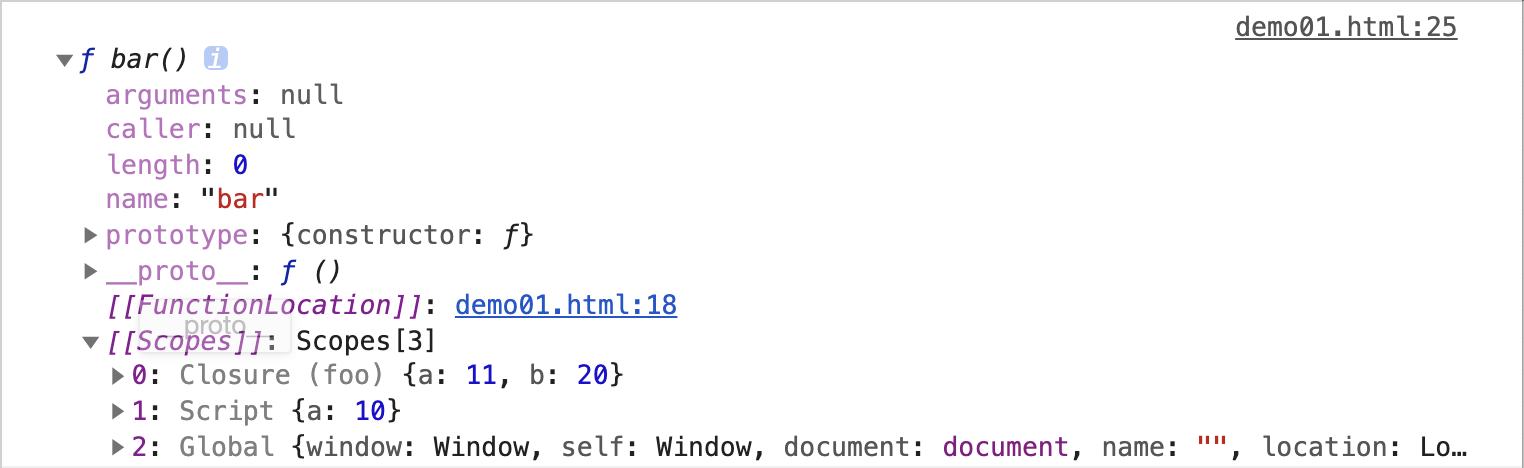 demo01.html:25
▼ƒ bar() i
arguments: null
caller: null
length: 0
name: "bar"
▶prototype: {constructor: ƒ}
▶__proto__: ƒ ()
[[FunctionLocation]]: demo01.html:18
__proto__
▼[[Scopes]]: Scopes[3]
▶0: Closure (foo) {a: 11, b: 20}
▶1: Script {a: 10}
▶2: Global {window: Window, self: Window, document: document, name: "", location: Lo…